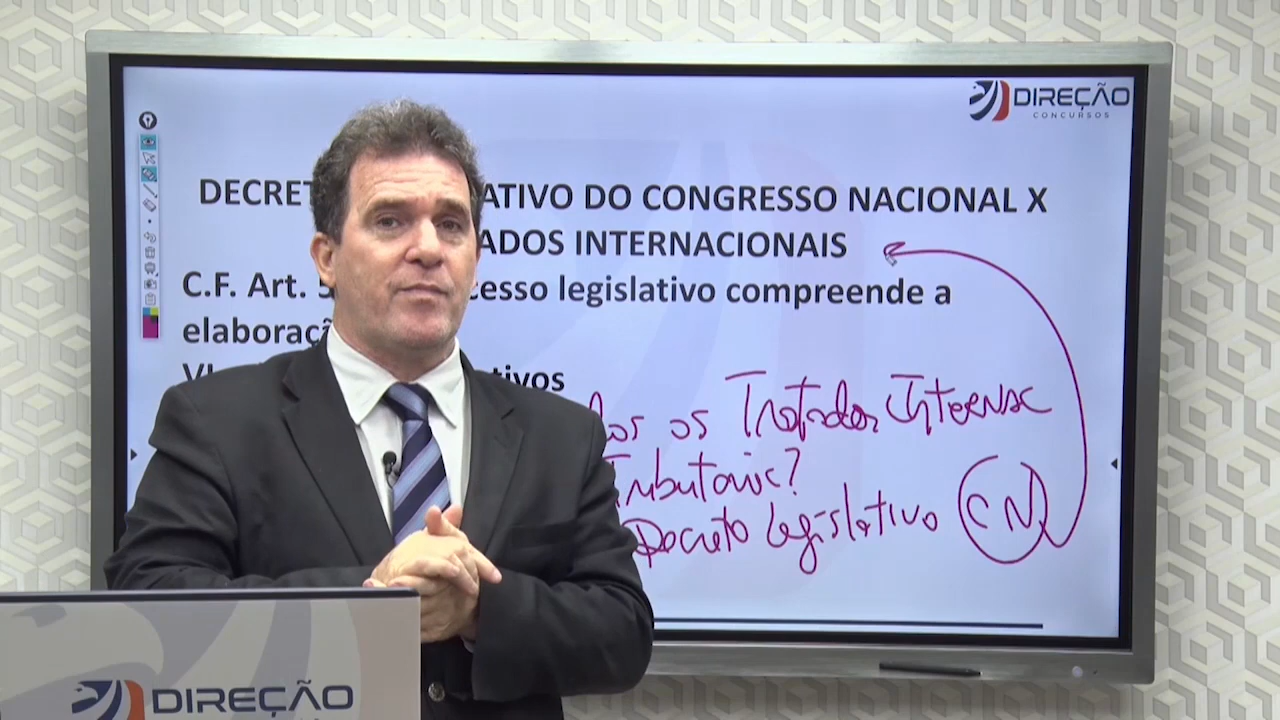 DIREÇÃO
CONCURSOS
DECRET ATIVO DO CONGRESSO NACIONAL X
ADOS INTERNACIONAIS
C.F. Art. 5 cesso legislativo compreende a
elaboraç
VI tivos
os Tratados Internac
Tributários?
Decreto Legislativo CN
DIREÇÃO